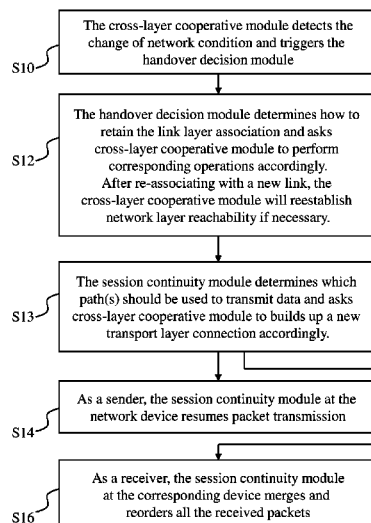 The cross-layer cooperative module detects the
change of network condition and triggers the
handover decision module
S10
The handover decision module determines how to
retain the link layer association and asks
cross-layer cooperative module to perform
corresponding operations accordingly.
After re-associating with a new link, the
cross-layer cooperative module will reestablish
network layer reachability if necessary.
S12
The session continuity module determines which
path(s) should be used to transmit data and asks
cross-layer cooperative module to builds up a new
transport layer connection accordingly.
S13
As a sender, the session continuity module at the
network device resumes packet transmission
S14
As a receiver, the session continuity module
at the corresponding device merges and
reorders all the received packets
S16